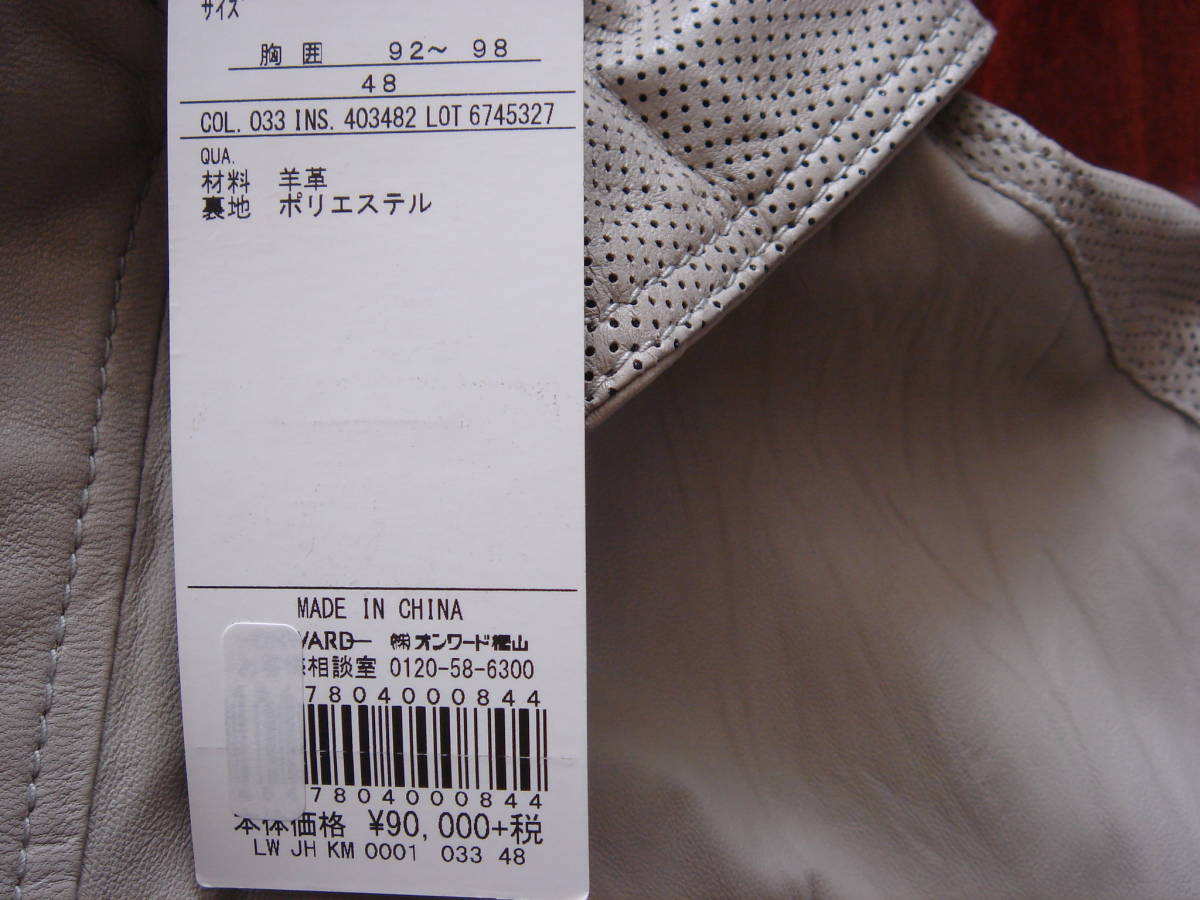 サイズ
胸囲 92～ 98
48
COL. 033 INS. 403482 LOT 6745327
QUA.
材料 羊革
裏地 ポリエステル
MADE IN CHINA
㈱オンワード樫山
相談室 0120-58-6300
7804000844
7804000844
本体価格 ¥90,000+税
LW JH KM 0001 033 48